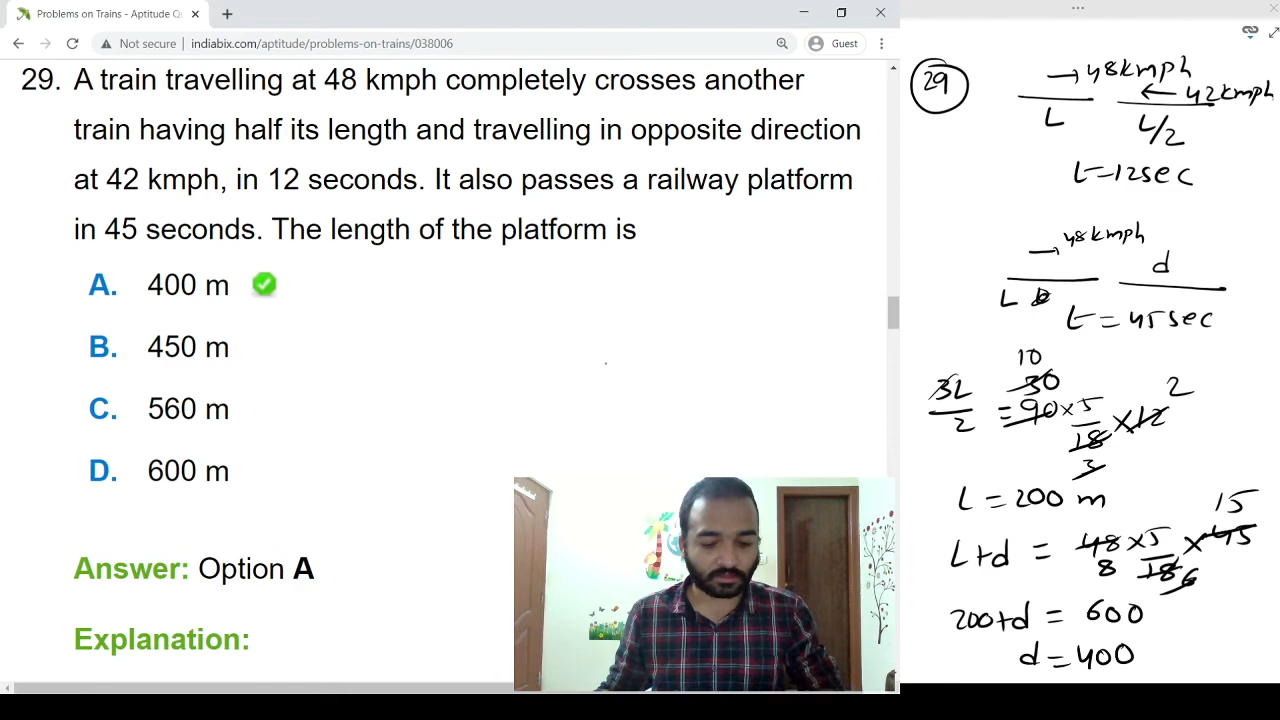 Problems on Trains - Aptitude Q
Not secure | indiabix.com/aptitude/problems-on-trains/038006
Guest
29. A train travelling at 48 kmph completely crosses another
train having half its length and travelling in opposite direction
at 42 kmph, in 12 seconds. It also passes a railway platform
in 45 seconds. The length of the platform is
A. 400 m
B. 450 m
C. 560 m
D. 600 m
Answer: Option A
Explanation:
29
→ 48kmph
← 42kmph
L L/2
t=12sec
→ 48kmph
L d
t = 45sec
10
30 2
3L/2 = 90 × 5/18 × 12
3
L = 200 m
15
L+d = 48 × 5/18 × 45
8 6
200+d = 600
d = 400